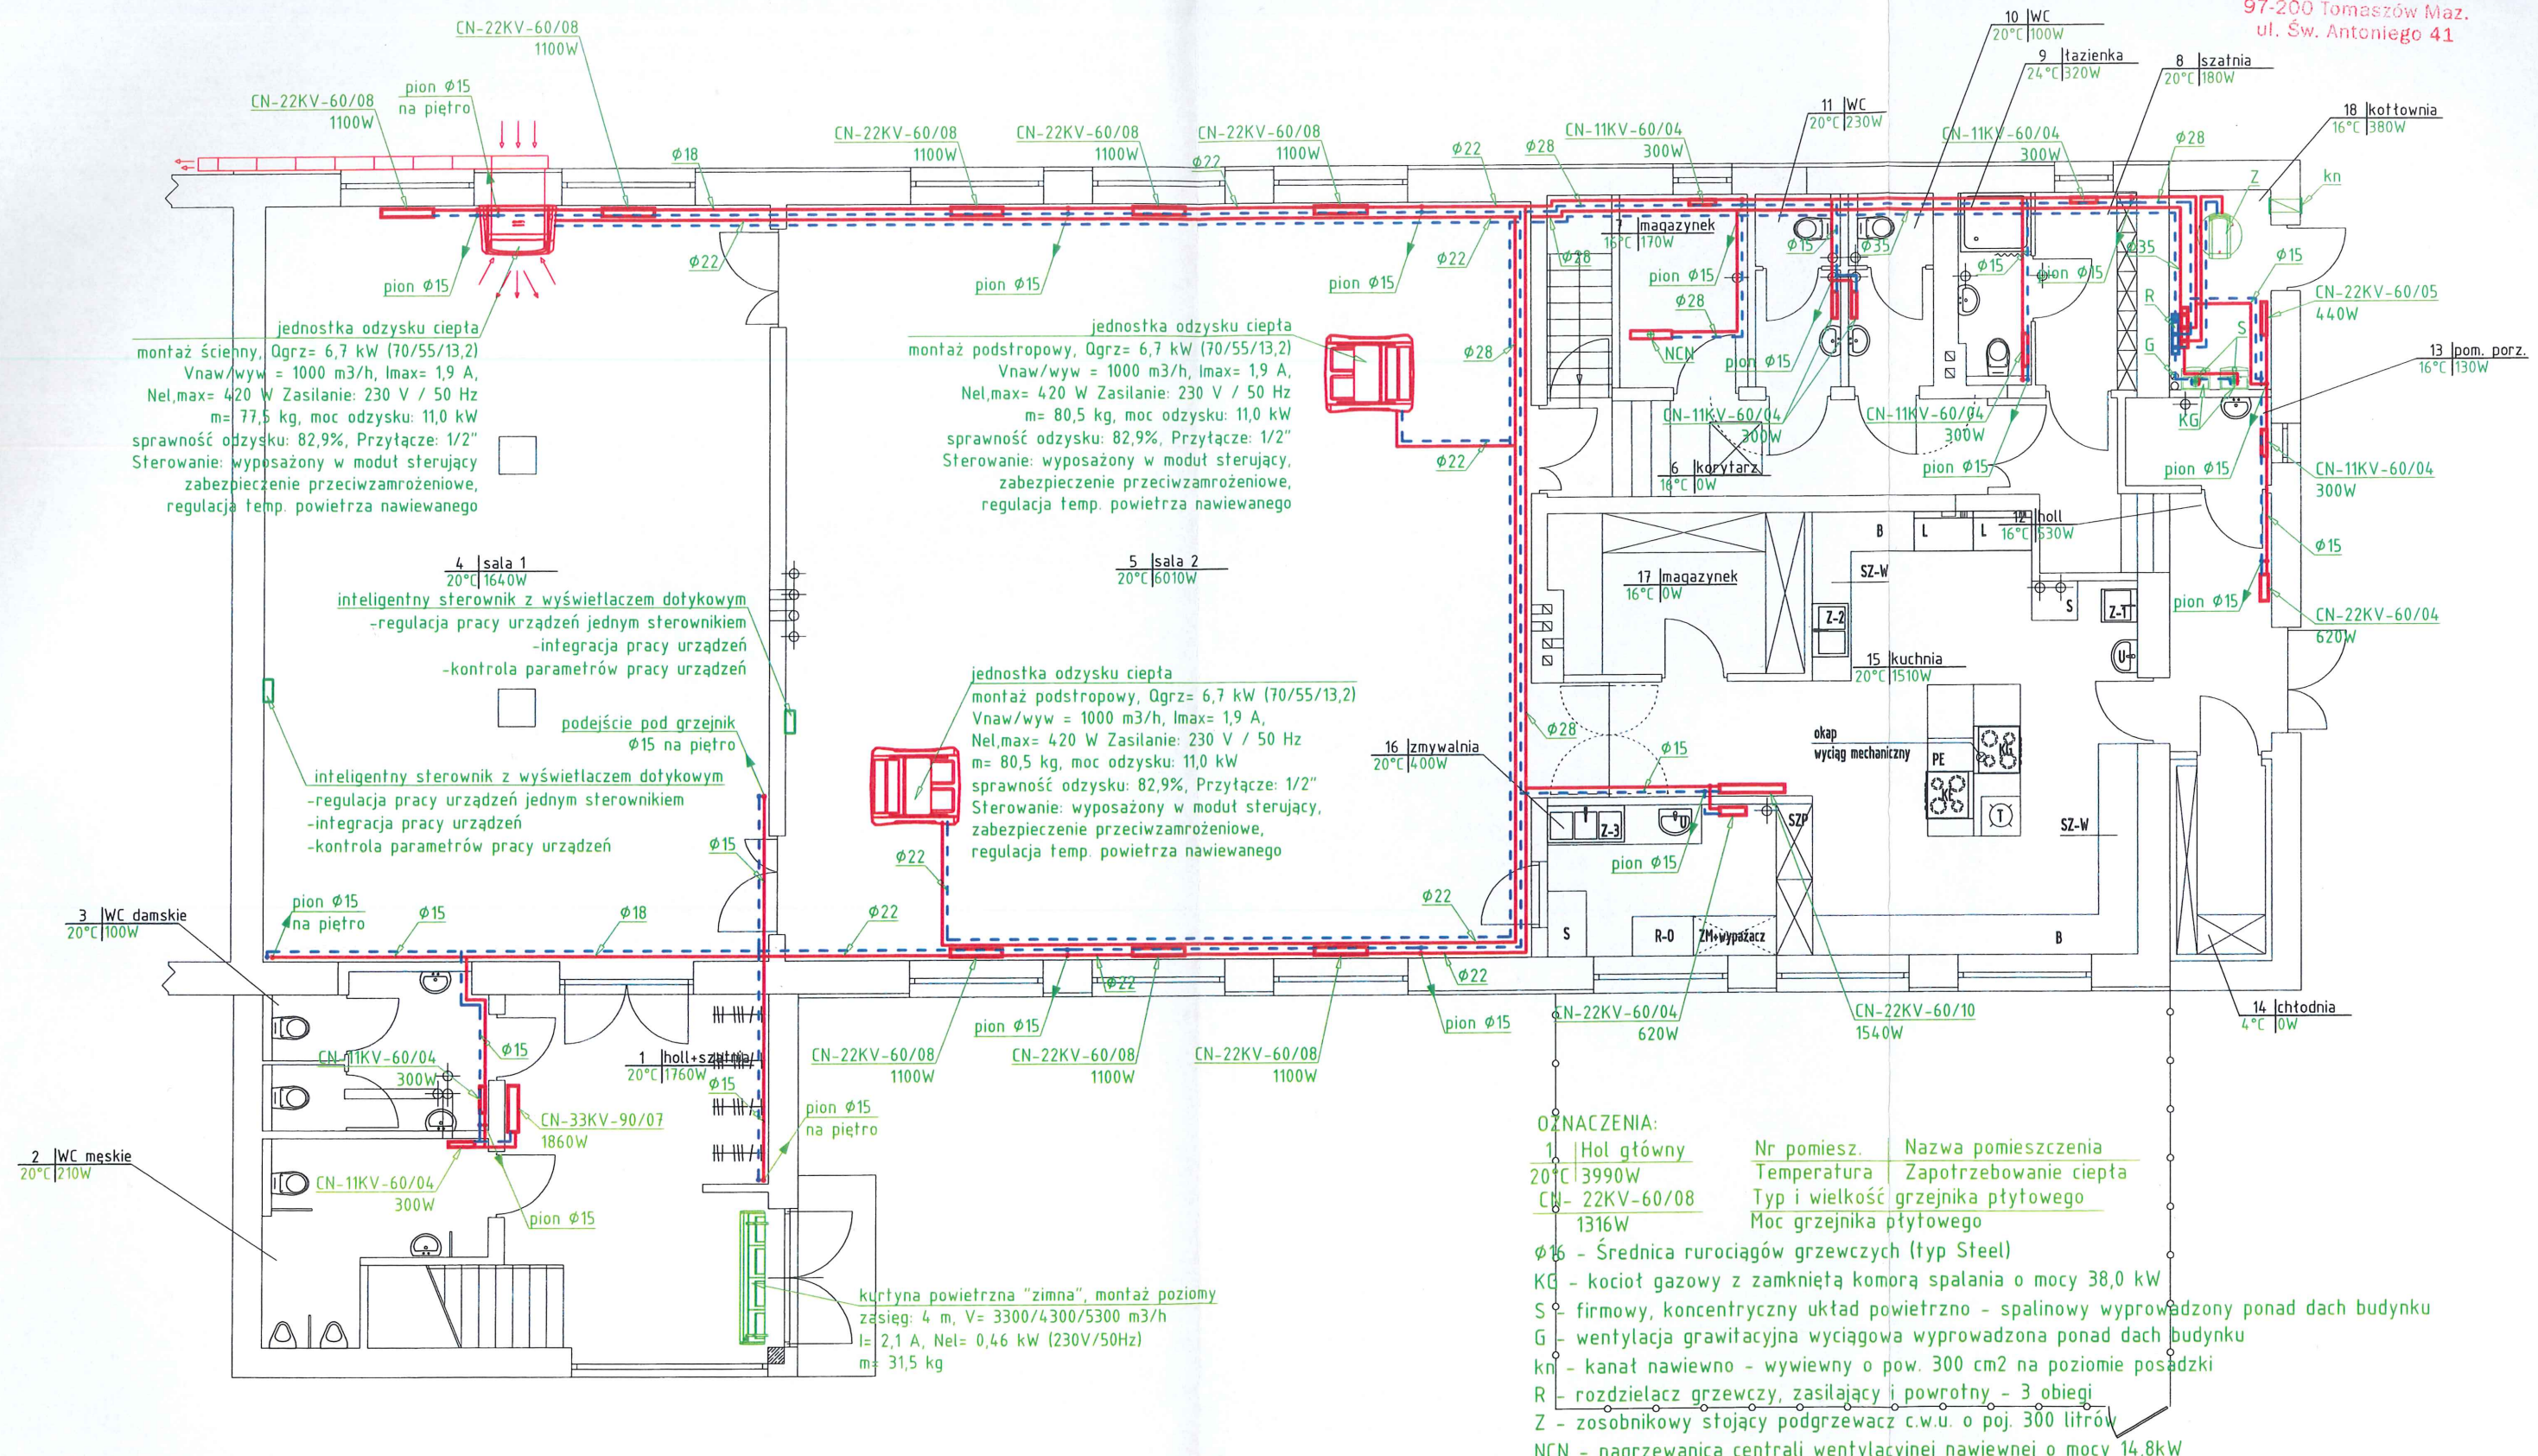 97-200 Tomaszów Maz.
ul. Św. Antoniego 41
CN-22KV-60/08
1100W
pion Ø15
na piętro
CN-22KV-60/08
1100W
Ø18
CN-22KV-60/08
1100W
CN-22KV-60/08
1100W
CN-22KV-60/08
1100W
Ø22
Ø22
Ø28
CN-11KV-60/04
300W
11 WC
20°C 230W
10 WC
20°C 100W
9 łazienka
24°C 320W
8 szatnia
20°C 180W
CN-11KV-60/04
300W
18 kotłownia
16°C 380W
Ø28
Z
kn
pion Ø15
Ø22
pion Ø15
pion Ø15
Ø22
Ø28
7 magazynek
16°C 170W
pion Ø15
Ø28
NCN
Ø15
Ø35
Ø15
pion Ø15
Ø35
Ø15
R
S
G
KG
CN-22KV-60/05
440W
13 pom. porz.
16°C 130W
jednostka odzysku ciepła
montaż ścienny, Qgrz= 6,7 kW (70/55/13,2)
Vnaw/wyw = 1000 m3/h, Imax= 1,9 A,
Nel,max= 420 W Zasilanie: 230 V / 50 Hz
m= 77,5 kg, moc odzysku: 11,0 kW
sprawność odzysku: 82,9%, Przyłącze: 1/2"
Sterowanie: wyposażony w moduł sterujący
zabezpieczenie przeciwzamrożeniowe,
regulacja temp. powietrza nawiewanego
jednostka odzysku ciepła
montaż podstropowy, Qgrz= 6,7 kW (70/55/13,2)
Vnaw/wyw = 1000 m3/h, Imax= 1,9 A,
Nel,max= 420 W Zasilanie: 230 V / 50 Hz
m= 80,5 kg, moc odzysku: 11,0 kW
sprawność odzysku: 82,9%, Przyłącze: 1/2"
Sterowanie: wyposażony w moduł sterujący,
zabezpieczenie przeciwzamrożeniowe,
regulacja temp. powietrza nawiewanego
Ø28
Ø22
pion Ø15
CN-11KV-60/04
300W
CN-11KV-60/04
300W
6 korytarz
16°C 0W
pion Ø15
pion Ø15
CN-11KV-60/04
300W
12 holl
16°C 530W
Ø15
pion Ø15
CN-22KV-60/04
620W
4 sala 1
20°C 1640W
5 sala 2
20°C 6010W
17 magazynek
16°C 0W
B
L
L
SZ-W
Z-2
S
Z-1
U
15 kuchnia
20°C 1510W
inteligentny sterownik z wyświetlaczem dotykowym
-regulacja pracy urządzeń jednym sterownikiem
-integracja pracy urządzeń
-kontrola parametrów pracy urządzeń
podejście pod grzejnik
Ø15 na piętro
inteligentny sterownik z wyświetlaczem dotykowym
-regulacja pracy urządzeń jednym sterownikiem
-integracja pracy urządzeń
-kontrola parametrów pracy urządzeń
jednostka odzysku ciepła
montaż podstropowy, Qgrz= 6,7 kW (70/55/13,2)
Vnaw/wyw = 1000 m3/h, Imax= 1,9 A,
Nel,max= 420 W Zasilanie: 230 V / 50 Hz
m= 80,5 kg, moc odzysku: 11,0 kW
sprawność odzysku: 82,9%, Przyłącze: 1/2"
Sterowanie: wyposażony w moduł sterujący,
zabezpieczenie przeciwzamrożeniowe,
regulacja temp. powietrza nawiewanego
16 zmywalnia
20°C 400W
Ø28
Ø15
okap
wyciąg mechaniczny
PE
KG
KE
T
SZ-W
Z-3
U
SZP
pion Ø15
S
R-O
ZM+wyparzacz
B
Ø15
Ø22
Ø22
Ø22
3 WC damskie
20°C 100W
pion Ø15
na piętro
Ø15
Ø18
Ø22
Ø22
pion Ø15
pion Ø15
CN-22KV-60/04
620W
CN-22KV-60/10
1540W
14 chłodnia
4°C 0W
CN-11KV-60/04
300W
Ø15
1 holl+szatnia
20°C 1760W
Ø15
CN-22KV-60/08
1100W
CN-22KV-60/08
1100W
CN-22KV-60/08
1100W
CN-33KV-90/07
1860W
pion Ø15
na piętro
2 WC męskie
20°C 210W
CN-11KV-60/04
300W
pion Ø15
kurtyna powietrzna "zimna", montaż poziomy
zasięg: 4 m, V= 3300/4300/5300 m3/h
I= 2,1 A, Nel= 0,46 kW (230V/50Hz)
m= 31,5 kg
OZNACZENIA:
1 Hol główny Nr pomiesz. Nazwa pomieszczenia
20°C 3990W Temperatura Zapotrzebowanie ciepła
CN- 22KV-60/08 Typ i wielkość grzejnika płytowego
1316W Moc grzejnika płytowego
Ø16 - Średnica rurociągów grzewczych (typ Steel)
KG - kocioł gazowy z zamkniętą komorą spalania o mocy 38,0 kW
S - firmowy, koncentryczny układ powietrzno - spalinowy wyprowadzony ponad dach budynku
G - wentylacja grawitacyjna wyciągowa wyprowadzona ponad dach budynku
kn - kanał nawiewno - wywiewny o pow. 300 cm2 na poziomie posadzki
R - rozdzielacz grzewczy, zasilający i powrotny - 3 obiegi
Z - zosobnikowy stojący podgrzewacz c.w.u. o poj. 300 litrów
NCN - nagrzewanica centrali wentylacyjnej nawiewnej o mocy 14,8kW